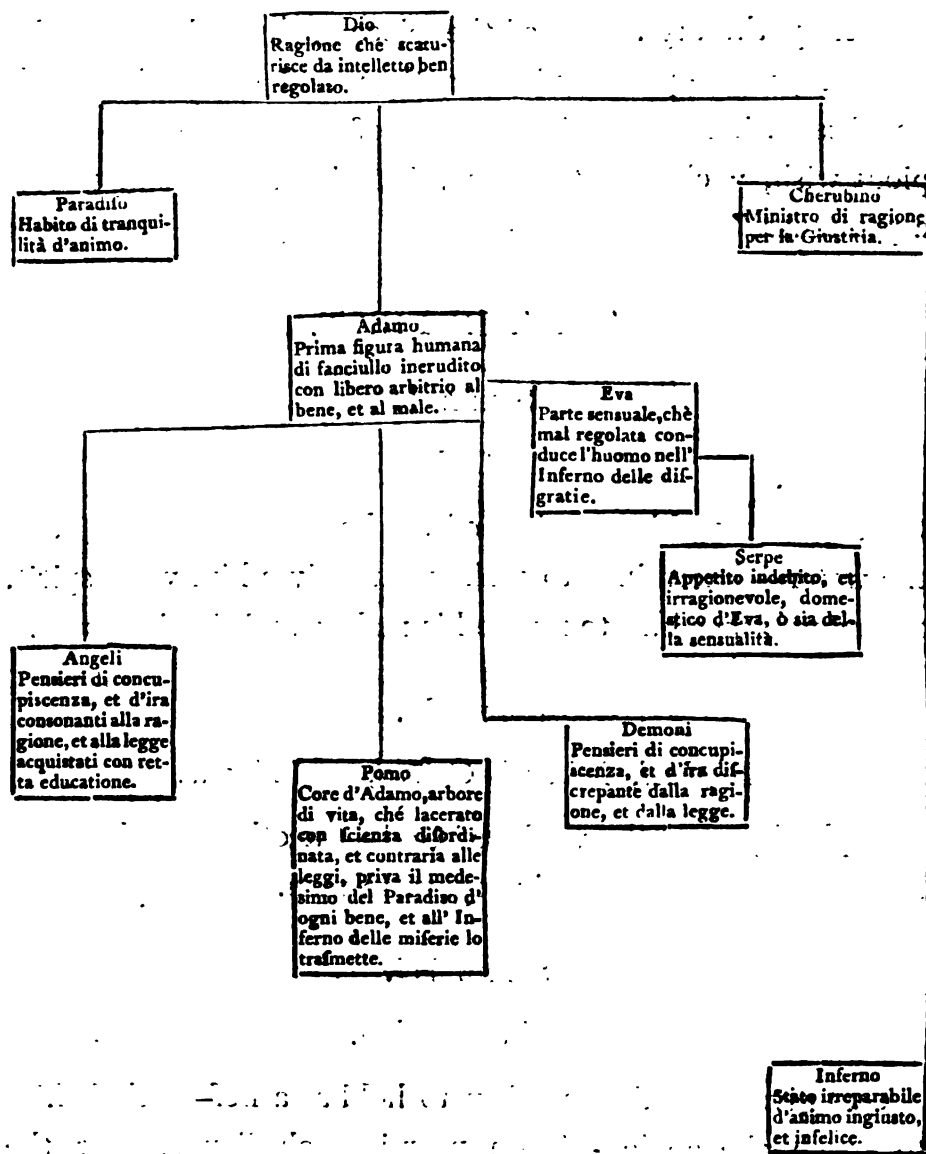 Dio
Ragione ché scatu-
risce da intelletto ben
regolato.
Paradiſo
Habito di tranqui-
lità d'animo.
Cherubino
Ministro di ragione
per la Giustitia.
Adamo
Prima figura humana
di fanciullo inerudito
con libero arbitrio al
bene, et al male.
Eva
Parte sensuale, chè
mal regolata con-
duce l'huomo nell'
Inferno delle diſ-
gratie.
Serpe
Appetito indebito, et
irragionevole, dome-
stico d'Eva, ò sia del-
la sensualità.
Angeli
Pensieri di concu-
piscenza, et d'ira
consonanti alla ra-
gione, et alla legge
acquistati con ret-
ta educatione.
Demoni
Pensieri di concupi-
scenza, et d'ira diſ-
crepante dalla ragi-
one, et dalla legge.
Pomo
Core d'Adamo, arbore
di vita, ché lacerato
con ſcienza diſordi-
nata, et contraria alle
leggi, priva il mede-
simo del Paradiso d'
ogni bene, et all' In-
ferno delle miſerie lo
traſmette.
Inferno
Stato irreparabile
d'animo ingiusto,
et infelice.